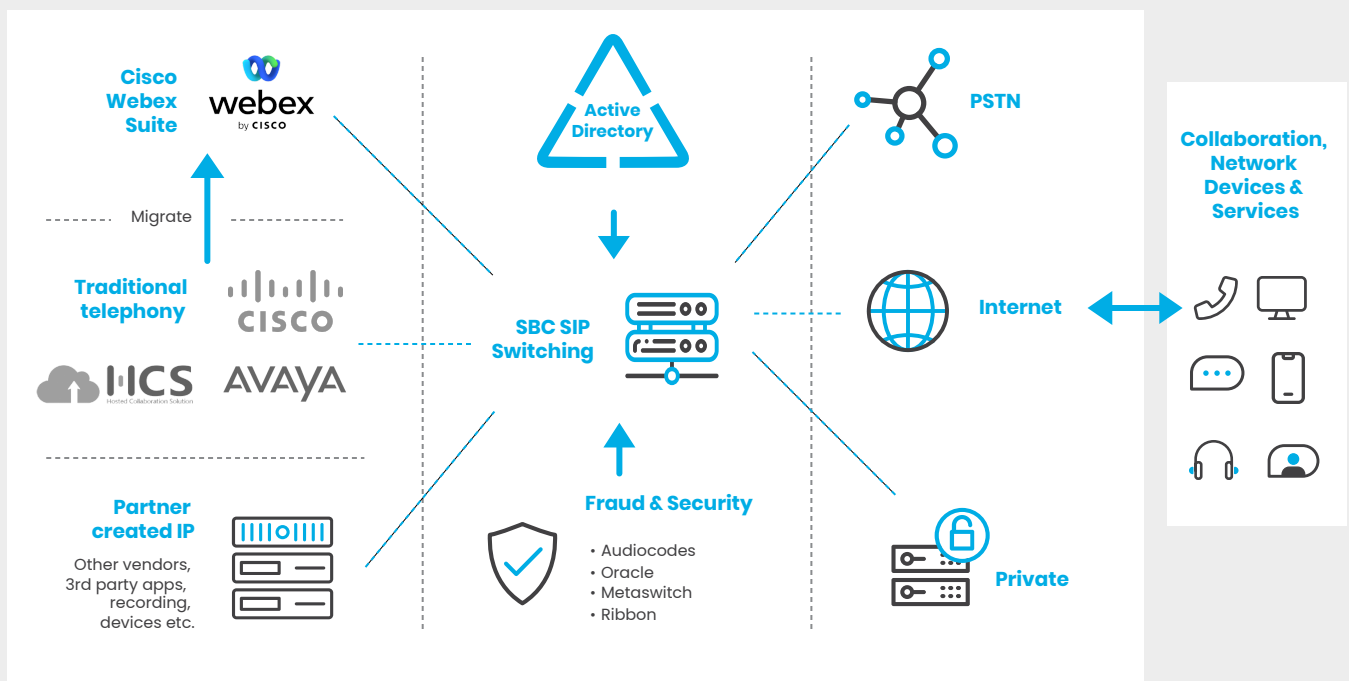 Cisco
Webex
Suite
webex
by CISCO
Migrate
Traditional
telephony
CISCO
HCS
Hosted Collaboration Solution
AVAYA
Partner
created IP
Other vendors,
3rd party apps,
recording,
devices etc.
Active
Directory
SBC SIP
Switching
Fraud & Security
• Audiocodes
• Oracle
• Metaswitch
• Ribbon
PSTN
Internet
Private
Collaboration,
Network
Devices &
Services